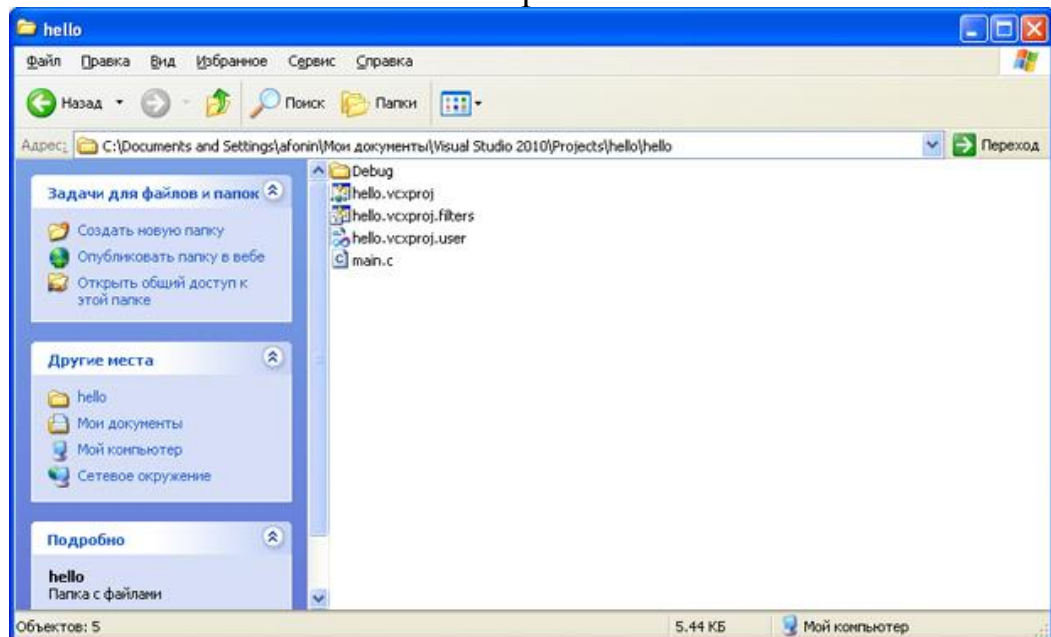 hello
Файл Правка Вид Избранное Сервис Справка
Назад Поиск Папки
Адрес: C:\Documents and Settings\afonin\Мои документы\Visual Studio 2010\Projects\hello\hello Переход
Задачи для файлов и папок
Создать новую папку
Опубликовать папку в вебе
Открыть общий доступ к
этой папке
Другие места
hello
Мои документы
Мой компьютер
Сетевое окружение
Подробно
hello
Папка с файлами
Debug
hello.vcxproj
hello.vcxproj.filters
hello.vcxproj.user
main.c
Объектов: 5 5.44 КБ Мой компьютер